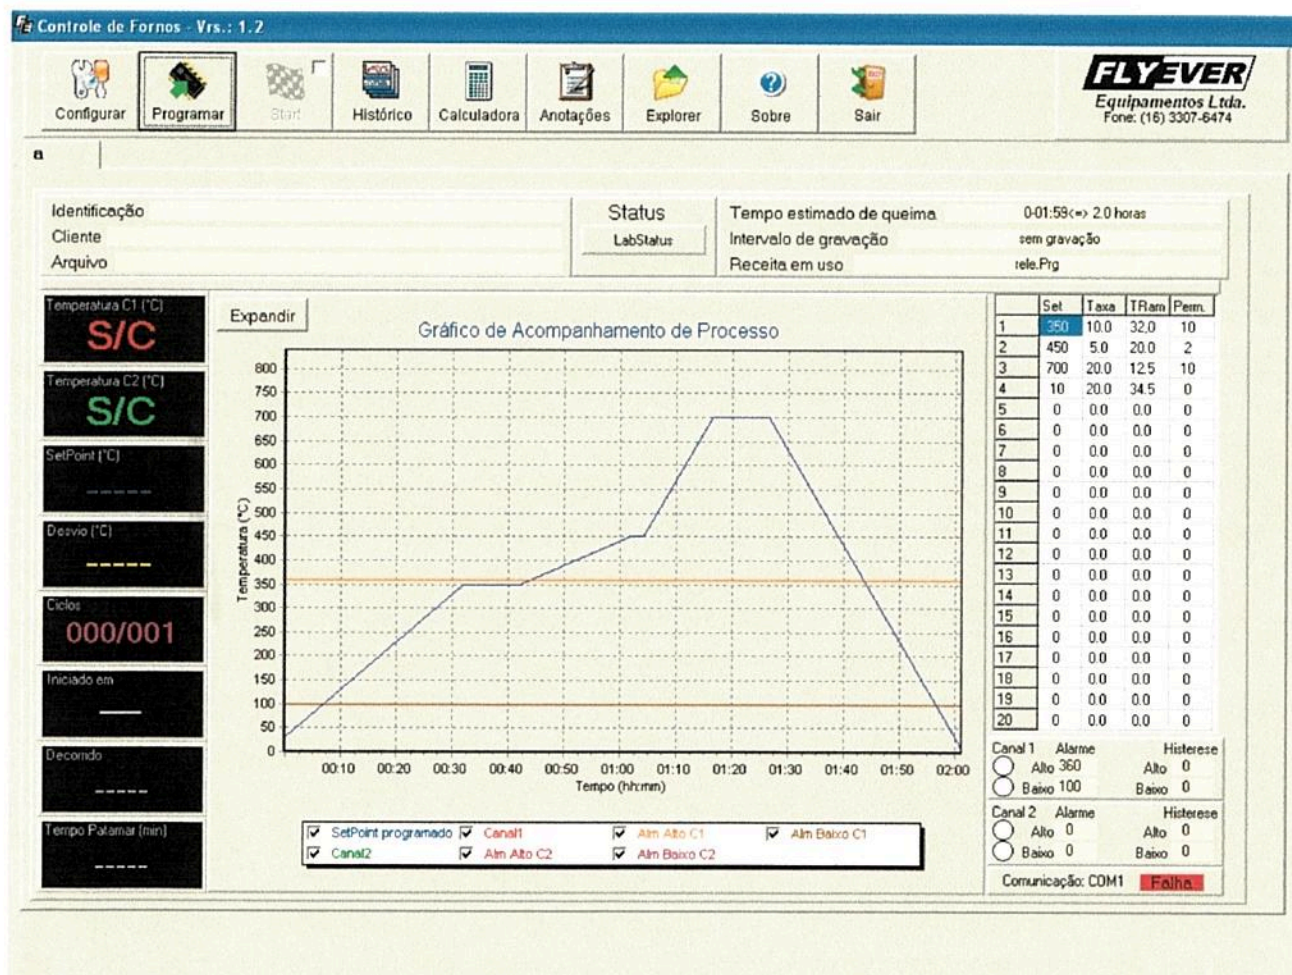 Controle de Fornos - Vrs.: 1.2
Configurar Programar Start Histórico Calculadora Anotações Explorer Sobre Sair
FLYEVER
Equipamentos Ltda.
Fone: (16) 3307-6474
a
Identificação
Cliente
Arquivo
Status
LabStatus
Tempo estimado de queima 0-01:59<=> 2.0 horas
Intervalo de gravação sem gravação
Receita em uso rele.Prg
Temperatura C1 (°C)
S/C
Temperatura C2 (°C)
S/C
SetPoint (°C)
-----
Desvio (°C)
-----
Ciclos
000/001
Iniciado em
Decorrido
-----
Tempo Patamar (min)
-----
Expandir
Gráfico de Acompanhamento de Processo
Temperatura (°C)
800
750
700
650
600
550
500
450
400
350
300
250
200
150
100
50
0
00:10 00:20 00:30 00:40 00:50 01:00 01:10 01:20 01:30 01:40 01:50 02:00
Tempo (hh:mm)
SetPoint programado Canal1 Alm Alto C1 Alm Baixo C1
Canal2 Alm Alto C2 Alm Baixo C2
Set Taxa TRam Perm.
1 350 10.0 32.0 10
2 450 5.0 20.0 2
3 700 20.0 12.5 10
4 10 20.0 34.5 0
5 0 0.0 0.0 0
6 0 0.0 0.0 0
7 0 0.0 0.0 0
8 0 0.0 0.0 0
9 0 0.0 0.0 0
10 0 0.0 0.0 0
11 0 0.0 0.0 0
12 0 0.0 0.0 0
13 0 0.0 0.0 0
14 0 0.0 0.0 0
15 0 0.0 0.0 0
16 0 0.0 0.0 0
17 0 0.0 0.0 0
18 0 0.0 0.0 0
19 0 0.0 0.0 0
20 0 0.0 0.0 0
Canal 1 Alarme Histerese
Alto 360 Alto 0
Baixo 100 Baixo 0
Canal 2 Alarme Histerese
Alto 0 Alto 0
Baixo 0 Baixo 0
Comunicação: COM1 Falha